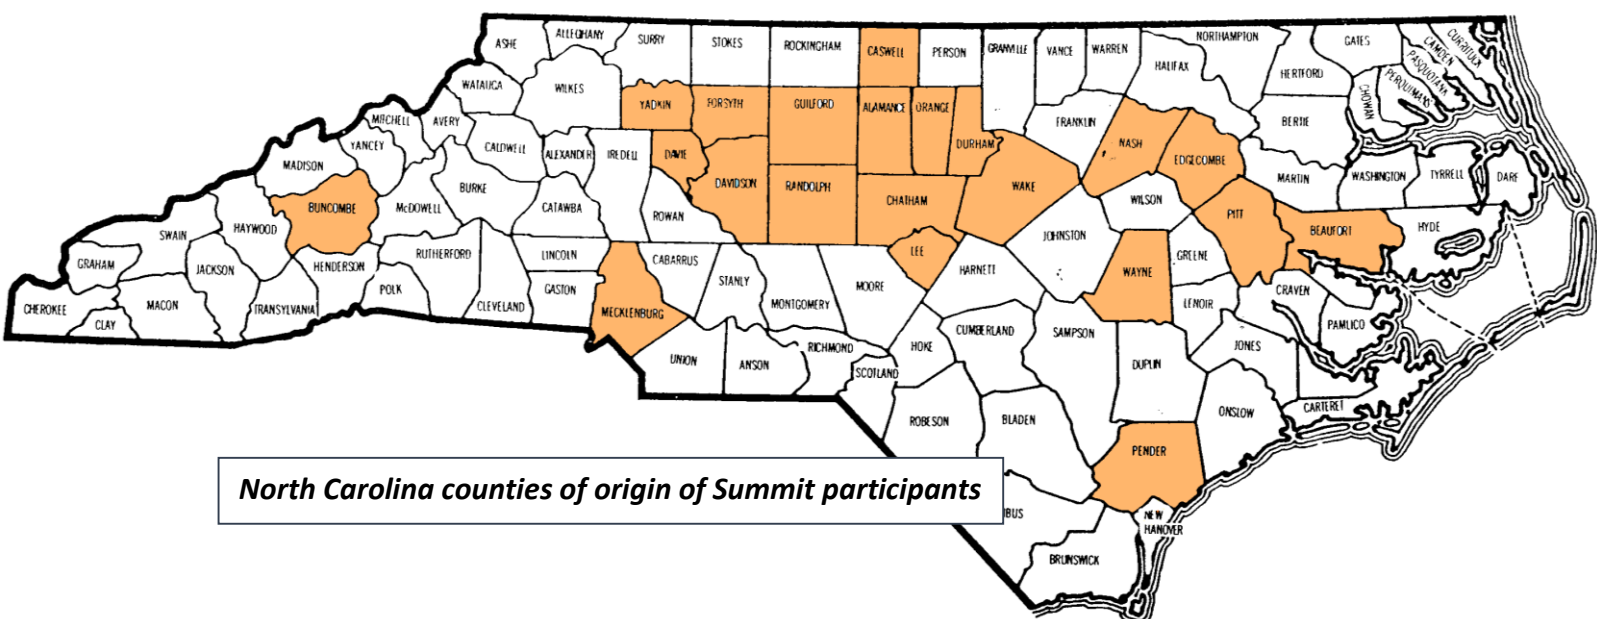 ASHE
ALLEGHANY
SURRY
STOKES
ROCKINGHAM
CASWELL
PERSON
GRANVILLE
VANCE
WARREN
NORTHAMPTON
GATES
CURRITUCK
CAMDEN
PASQUOTANK
PERQUIMANS
CHOWAN
HERTFORD
HALIFAX
WATAUGA
WILKES
YADKIN
FORSYTH
GUILFORD
ALAMANCE
ORANGE
DURHAM
FRANKLIN
NASH
EDGECOMBE
BERTIE
MITCHELL
AVERY
YANCEY
CALDWELL
ALEXANDER
IREDELL
DAVIE
DAVIDSON
RANDOLPH
CHATHAM
WAKE
WILSON
MARTIN
WASHINGTON
TYRRELL
DARE
MADISON
BUNCOMBE
McDOWELL
BURKE
CATAWBA
ROWAN
PITT
BEAUFORT
HYDE
SWAIN
HAYWOOD
GRAHAM
JACKSON
HENDERSON
RUTHERFORD
LINCOLN
CABARRUS
LEE
JOHNSTON
WAYNE
GREENE
CHEROKEE
CLAY
MACON
TRANSYLVANIA
POLK
CLEVELAND
GASTON
MECKLENBURG
STANLY
MONTGOMERY
MOORE
HARNETT
LENOIR
CRAVEN
PAMLICO
UNION
ANSON
RICHMOND
SCOTLAND
HOKE
CUMBERLAND
SAMPSON
DUPLIN
JONES
CARTERET
ONSLOW
ROBESON
BLADEN
PENDER
North Carolina counties of origin of Summit participants
BUS
NEW
HANOVER
BRUNSWICK